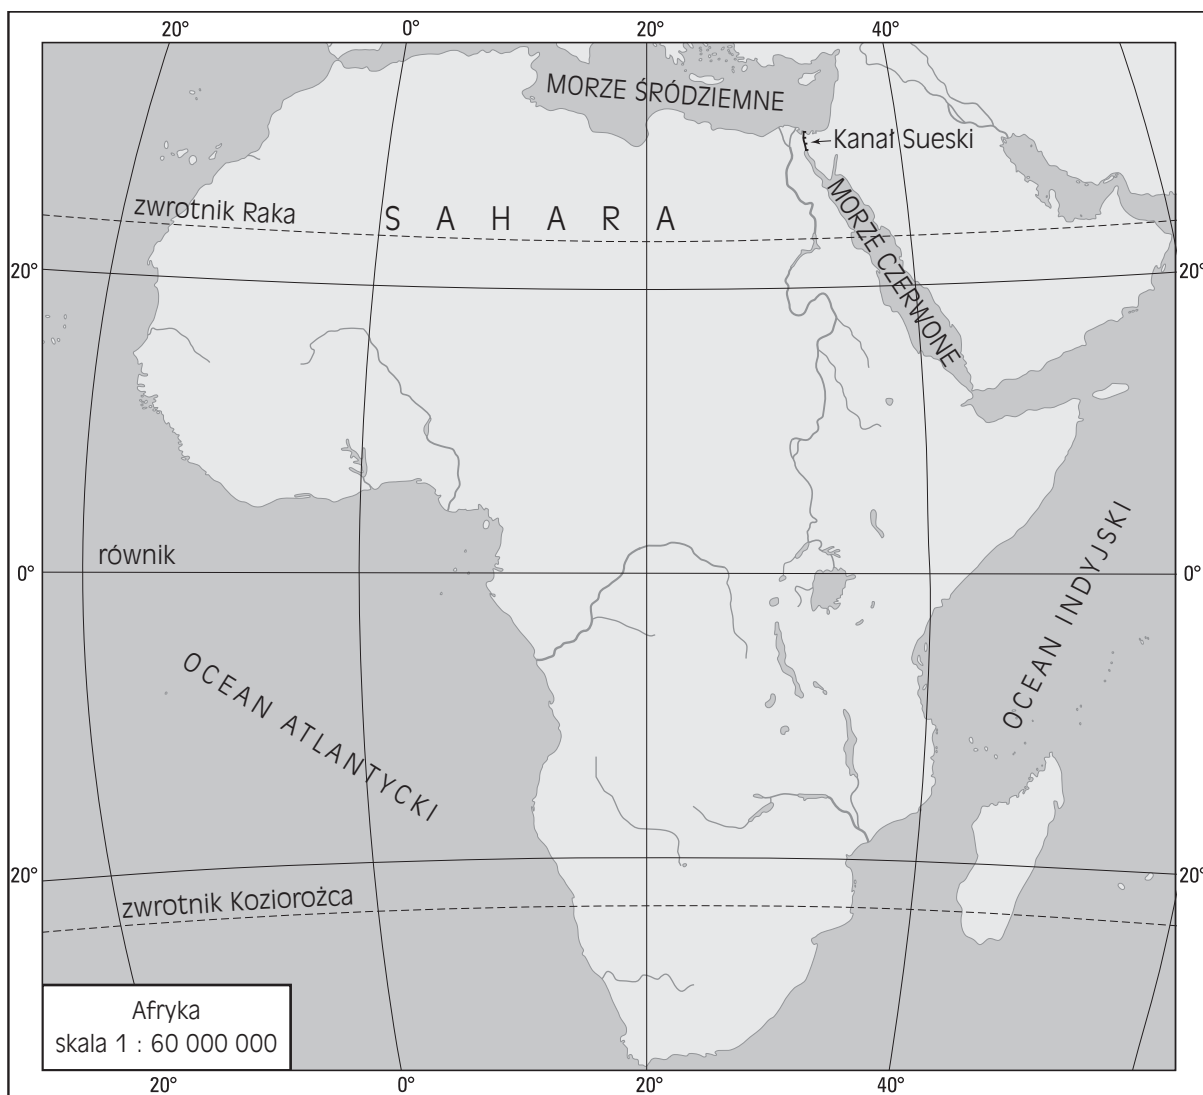 20° 0° 20° 40°
MORZE ŚRÓDZIEMNE
Kanał Sueski
zwrotnik Raka
SAHARA
MORZE CZERWONE
20° 20°
równik
0° 0°
OCEAN INDYJSKI
OCEAN ATLANTYCKI
20° 20°
zwrotnik Koziorożca
Afryka
skala 1 : 60 000 000
20° 0° 20° 40°